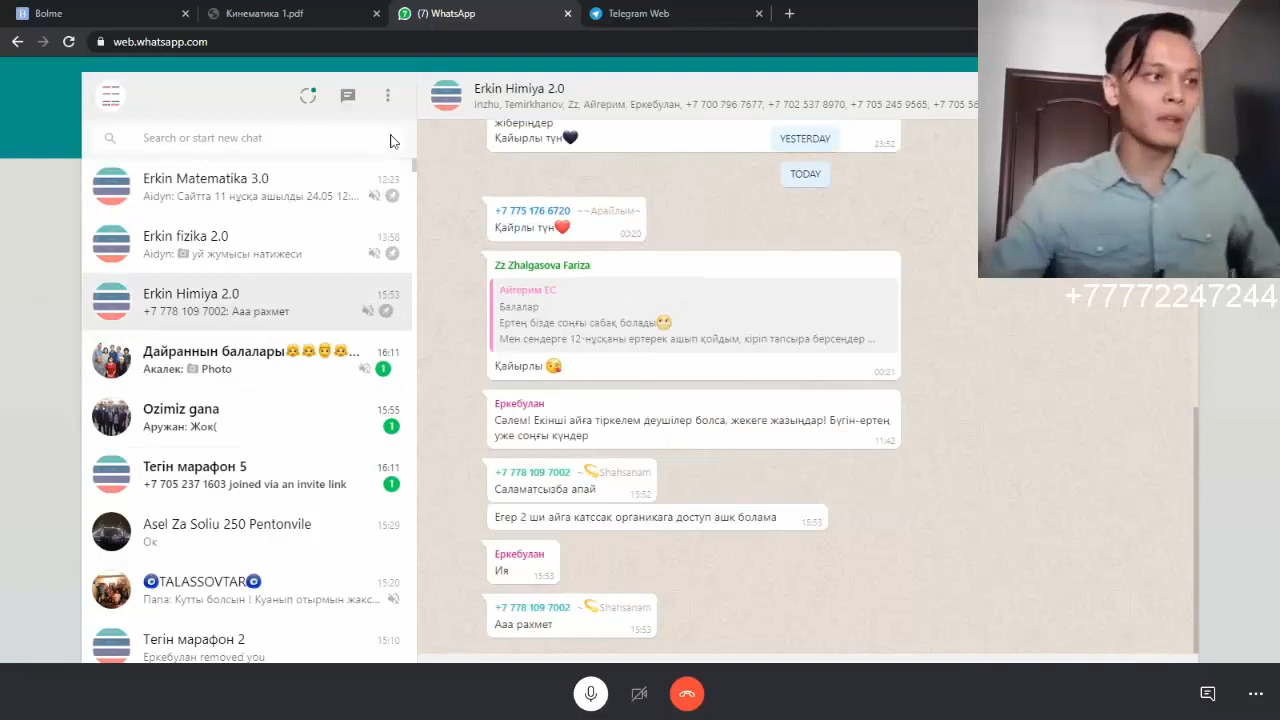 Bolme
Кинематика 1.pdf
(7) WhatsApp
Telegram Web
web.whatsapp.com
Search or start new chat
Erkin Matematika 3.0
12:23
Aidyn: Сайтта 11 нұсқа ашылды 24.05 12:...
Erkin fizika 2.0
13:58
Aidyn: уй жумысы натижеси
Erkin Himiya 2.0
15:53
+7 778 109 7002: Ааа рахмет
Дайраннын балалары👨👨👨👨...
16:11
Акалек: Photo
1
Ozimiz gana
15:55
Аружан: Жок(
1
Тегін марафон 5
16:11
+7 705 237 1603 joined via an invite link
1
Asel Za Soliu 250 Pentonvile
15:29
Ок
🧿TALASSOVTAR🧿
15:20
Папа: Кутты болсын ! Куанып отырмын жакс...
Тегін марафон 2
15:10
Еркебулан removed you
Erkin Himiya 2.0
Inzhu, Temirkhanov, Zz, Айгерим, Еркебулан, +7 700 796 7677, +7 702 213 8970, +7 705 245 9565, +7 705 56
жіберіңдер
Қайырлы түн🖤
23:52
YESTERDAY
TODAY
+7 775 176 6720 ~~Арайлым~
Қайрлы түн❤️
00:20
Zz Zhalgasova Fariza
Айгерим ЕС
Балалар
Ертең бізде соңғы сабақ болады😬
Мен сендерге 12-нұсқаны ертерек ашып қойдым, кіріп тапсыра берсеңдер ...
Қайырлы 😘
00:21
Еркебулан
Салем! Екінші айға тіркелем деушілер болса, жекеге жазыңдар! Бүгін-ертең
уже соңғы күндер
11:42
+7 778 109 7002 ~💫Shahsanam
Саламатсызба апай
15:52
Егер 2 ши айга катссак органикага доступ ашк болама
15:53
Еркебулан
Ия
15:53
+7 778 109 7002 ~💫Shahsanam
Ааа рахмет
15:53
+77772247244